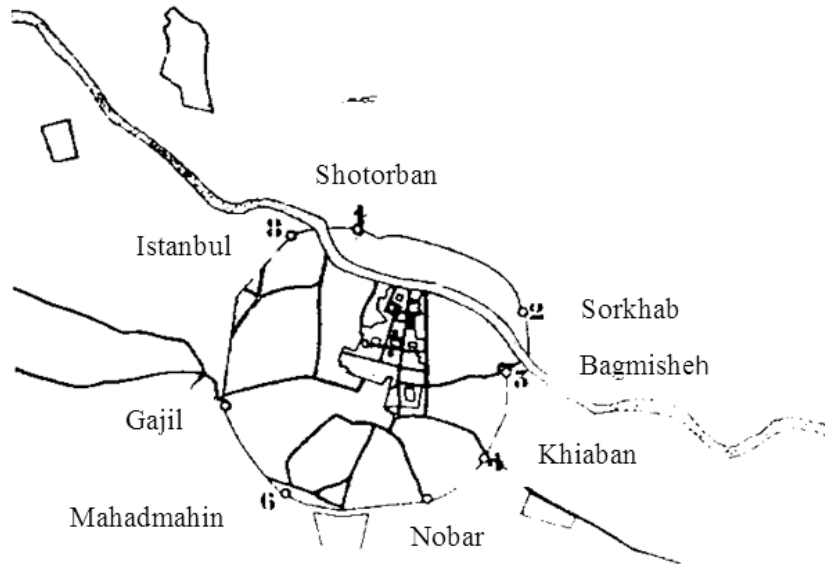 Shotorban
1
8
Istanbul
2 Sorkhab
Bagmisheh
3
Gajil
4 Khiaban
6
Mahadmahin
Nobar